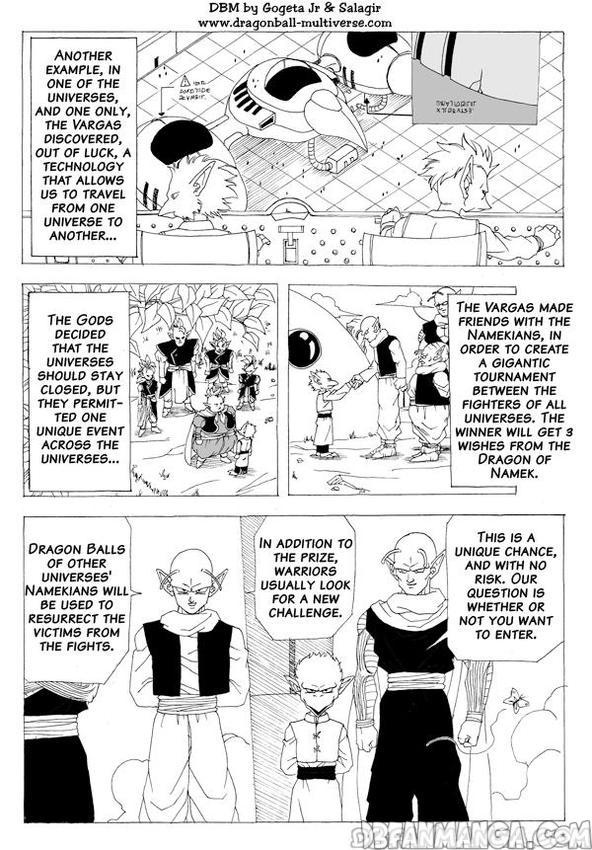 DBM by Gogeta Jr & Salagir
www.dragonball-multiverse.com
ANOTHER
EXAMPLE, IN
ONE OF THE
UNIVERSES,
AND ONE ONLY,
THE VARGAS
DISCOVERED,
OUT OF LUCK, A
TECHNOLOGY
THAT ALLOWS
US TO TRAVEL
FROM ONE
UNIVERSE TO
ANOTHER...
THE GODS
DECIDED
THAT THE
UNIVERSES
SHOULD STAY
CLOSED, BUT
THEY PERMIT-
TED ONE
UNIQUE EVENT
ACROSS THE
UNIVERSES...
THE VARGAS MADE
FRIENDS WITH THE
NAMEKIANS, IN
ORDER TO CREATE
A GIGANTIC
TOURNAMENT
BETWEEN THE
FIGHTERS OF ALL
UNIVERSES. THE
WINNER WILL GET 3
WISHES FROM THE
DRAGON OF
NAMEK.
DRAGON BALLS
OF OTHER
UNIVERSES'
NAMEKIANS WILL
BE USED TO
RESURRECT THE
VICTIMS FROM
THE FIGHTS.
IN ADDITION TO
THE PRIZE,
WARRIORS
USUALLY LOOK
FOR A NEW
CHALLENGE.
THIS IS A
UNIQUE CHANCE,
AND WITH NO
RISK. OUR
QUESTION IS
WHETHER OR
NOT YOU WANT
TO ENTER.
DBFANMANGA.COM